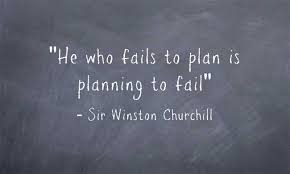 "He who fails to plan is
planning to fail"
- Sir Winston Churchill